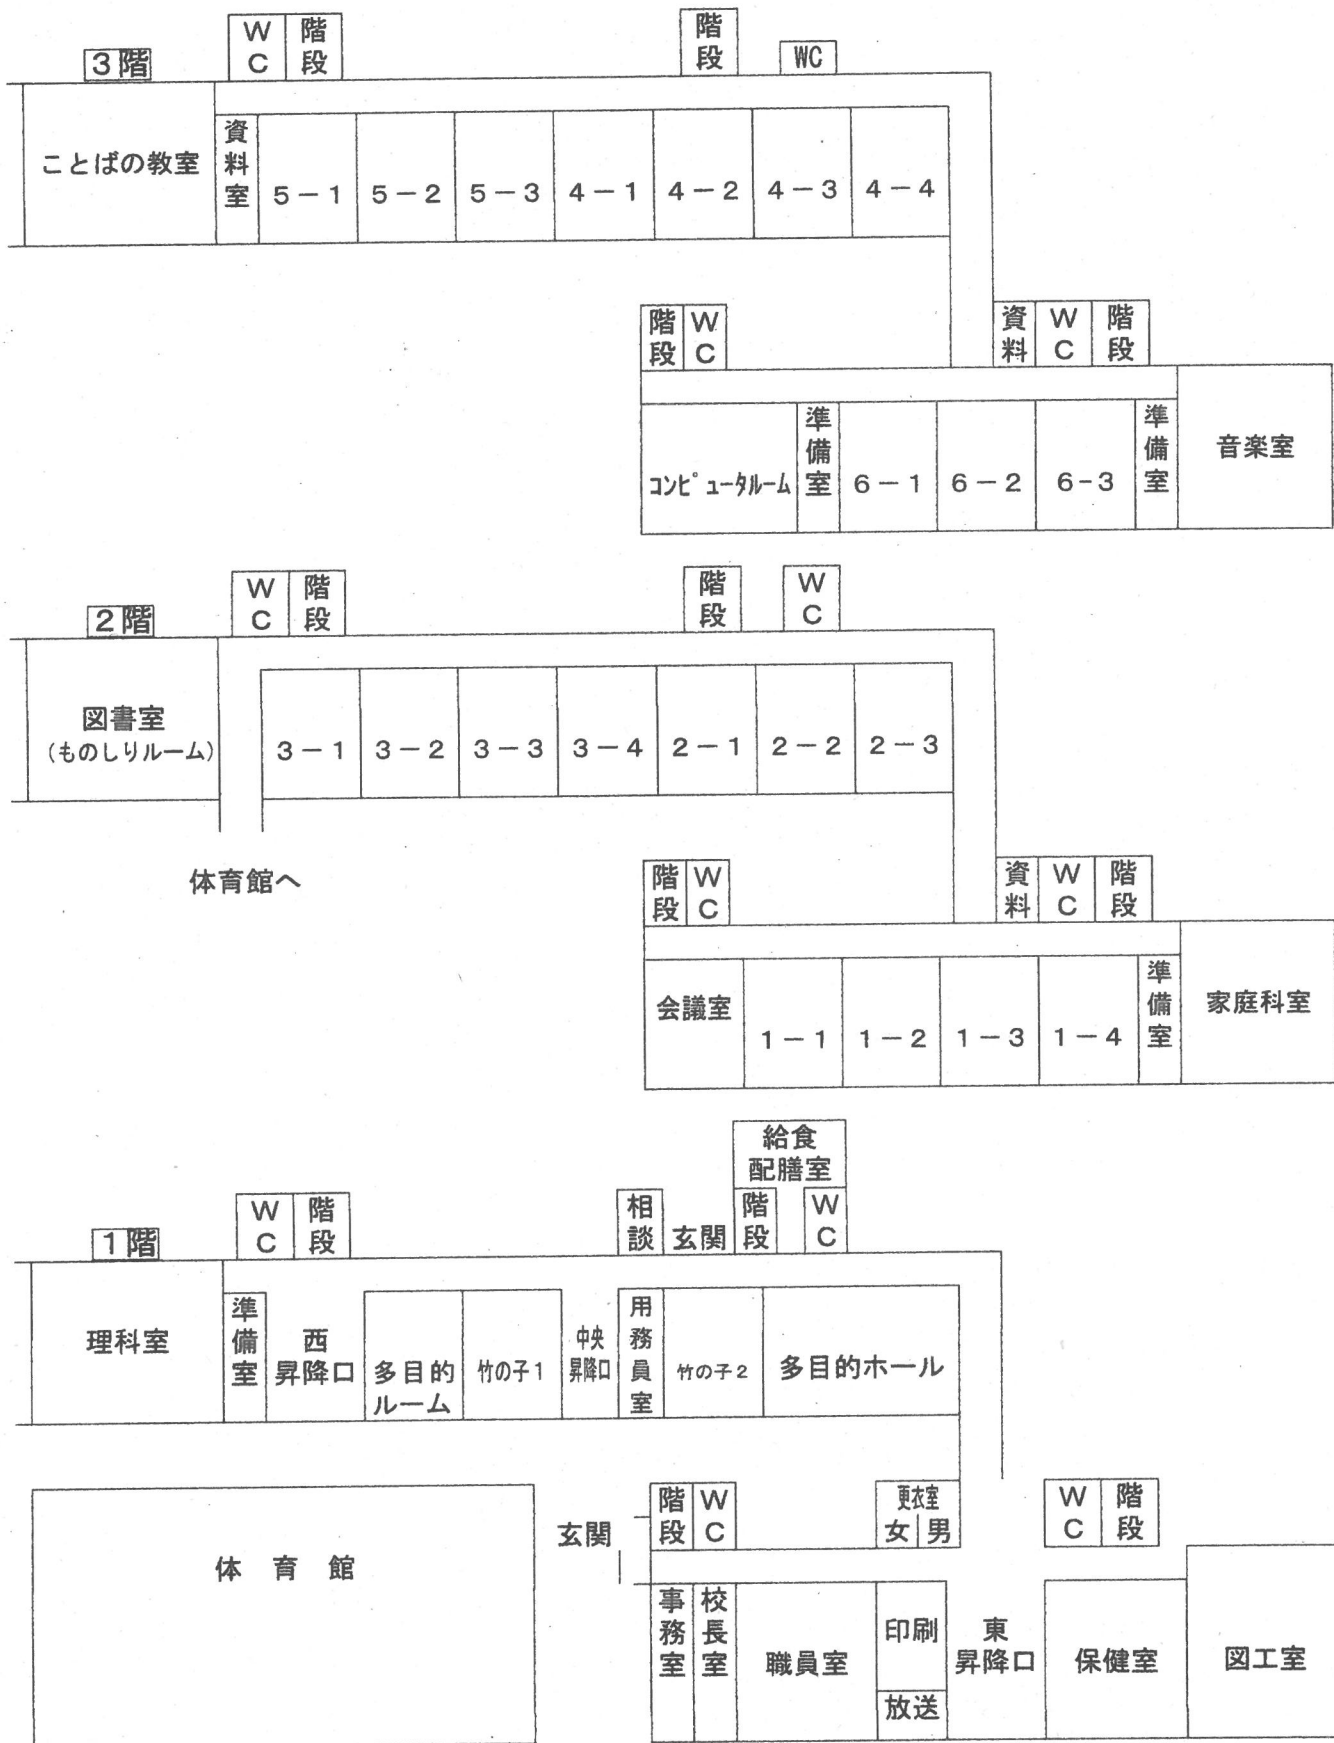 3階
WC
階段
階段
WC
ことばの教室
資料室
5－1
5－2
5－3
4－1
4－2
4－3
4－4
階段
WC
資料
WC
階段
コンピュータルーム
準備室
6－1
6－2
6-3
準備室
音楽室
2階
WC
階段
階段
WC
図書室
(ものしりルーム)
3－1
3－2
3－3
3－4
2－1
2－2
2－3
体育館へ
階段
WC
資料
WC
階段
会議室
1－1
1－2
1－3
1－4
準備室
家庭科室
給食
配膳室
1階
WC
階段
相談
玄関
階段
WC
理科室
準備室
西
昇降口
多目的
ルーム
竹の子1
中央
昇降口
用務員室
竹の子2
多目的ホール
体育館
玄関
階段
WC
更衣室
女
男
WC
階段
事務室
校長室
職員室
印刷
放送
東
昇降口
保健室
図工室